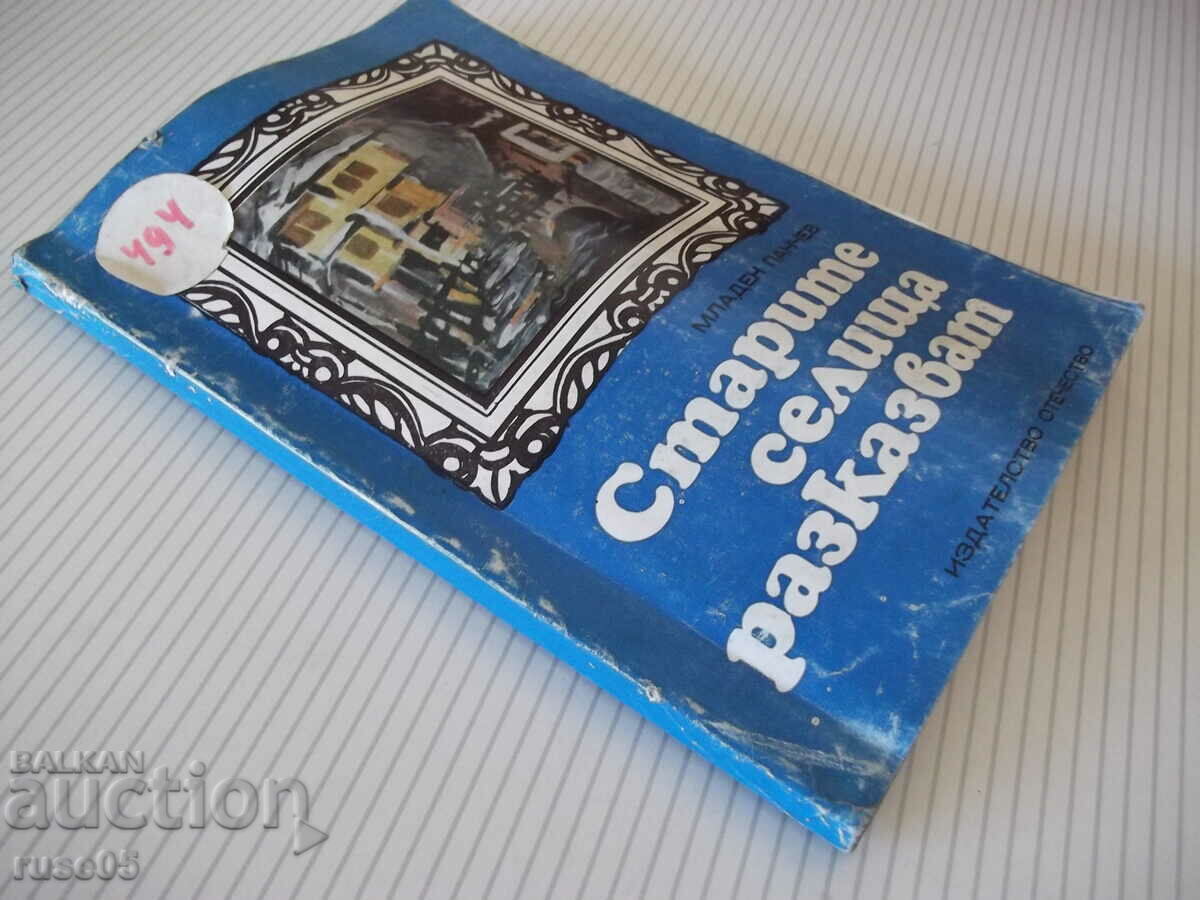 494
МЛАДЕН ПАНЧЕВ
Старите
селища
разказват
ИЗДАТЕЛСТВО ОТЕЧЕСТВО
BALKAN
auction
ruse05